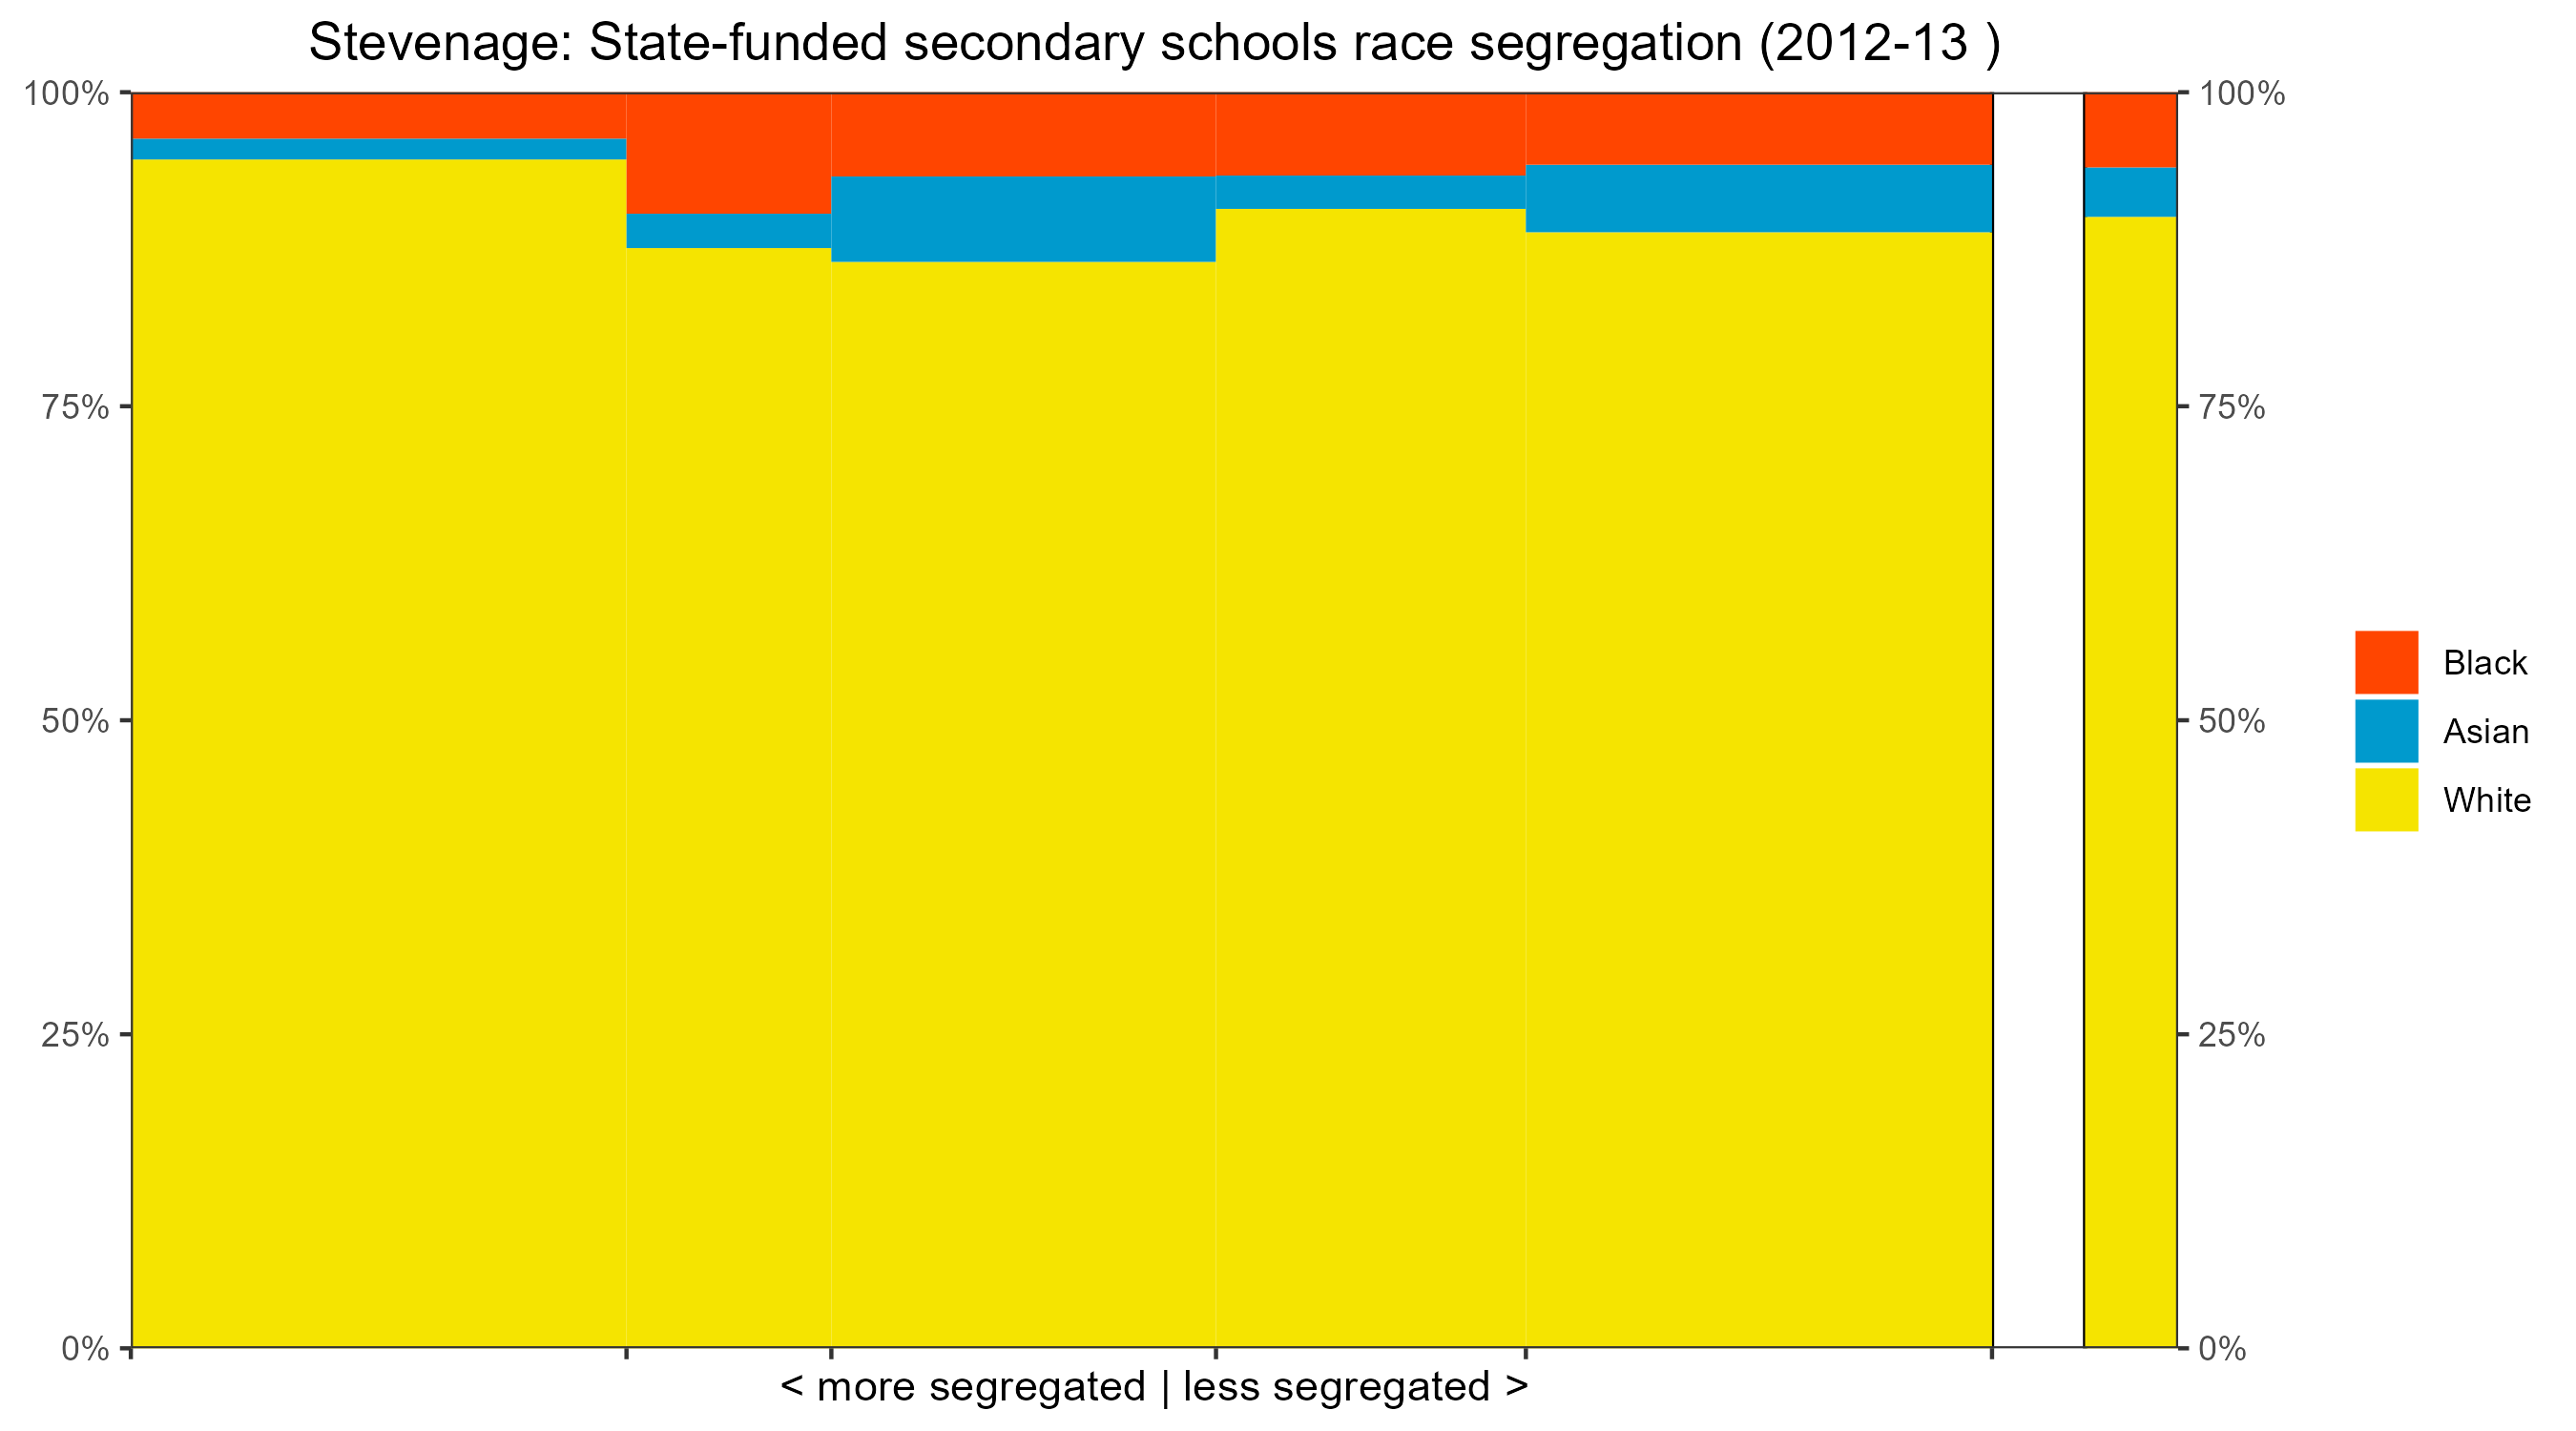 Stevenage: State-funded secondary schools race segregation (2012-13 )
100%
75%
50%
25%
0%
100%
75%
50%
25%
0%
< more segregated | less segregated >
Black
Asian
White